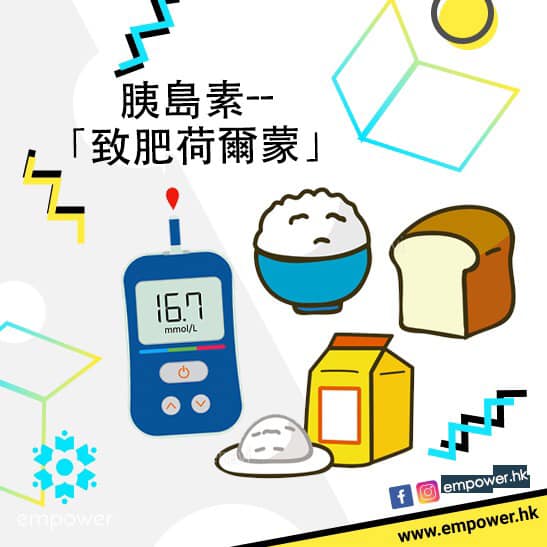 胰島素--
「致肥荷爾蒙」
16.7
mmol/L
empower
empower.hk
www.empower.hk